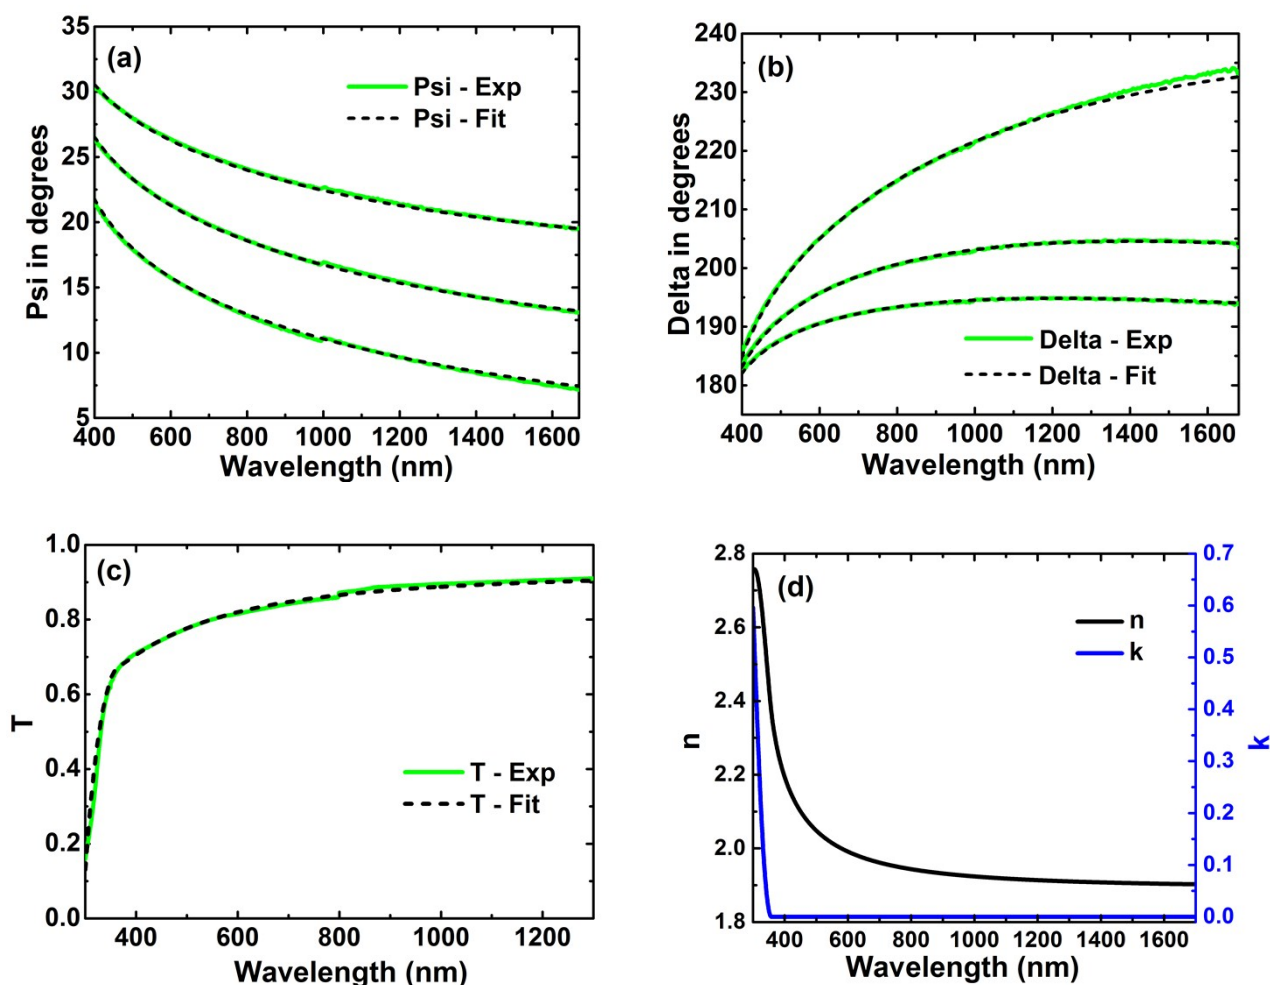 (a)
Psi - Exp
Psi - Fit
Psi in degrees
35
30
25
20
15
10
5
400 600 800 1000 1200 1400 1600
Wavelength (nm)
(b)
Delta in degrees
240
230
220
210
200
190
180
Delta - Exp
Delta - Fit
400 600 800 1000 1200 1400 1600
Wavelength (nm)
(c)
T
1.0
0.8
0.6
0.4
0.2
0.0
T - Exp
T - Fit
400 600 800 1000 1200
Wavelength (nm)
(d)
n
2.8
2.6
2.4
2.2
2.0
1.8
n
k
0.7
0.6
0.5
0.4
0.3
0.2
0.1
0.0
k
400 600 800 1000 1200 1400 1600
Wavelength (nm)